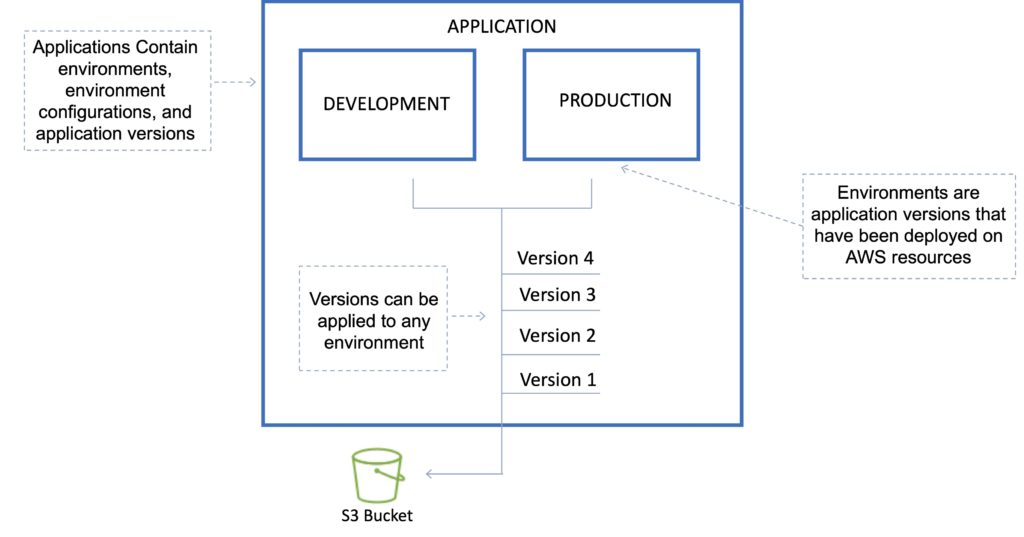 APPLICATION
Applications Contain
environments,
environment
configurations, and
application versions
DEVELOPMENT
PRODUCTION
Environments are
application versions that
have been deployed on
AWS resources
Versions can be
applied to any
environment
Version 4
Version 3
Version 2
Version 1
S3 Bucket